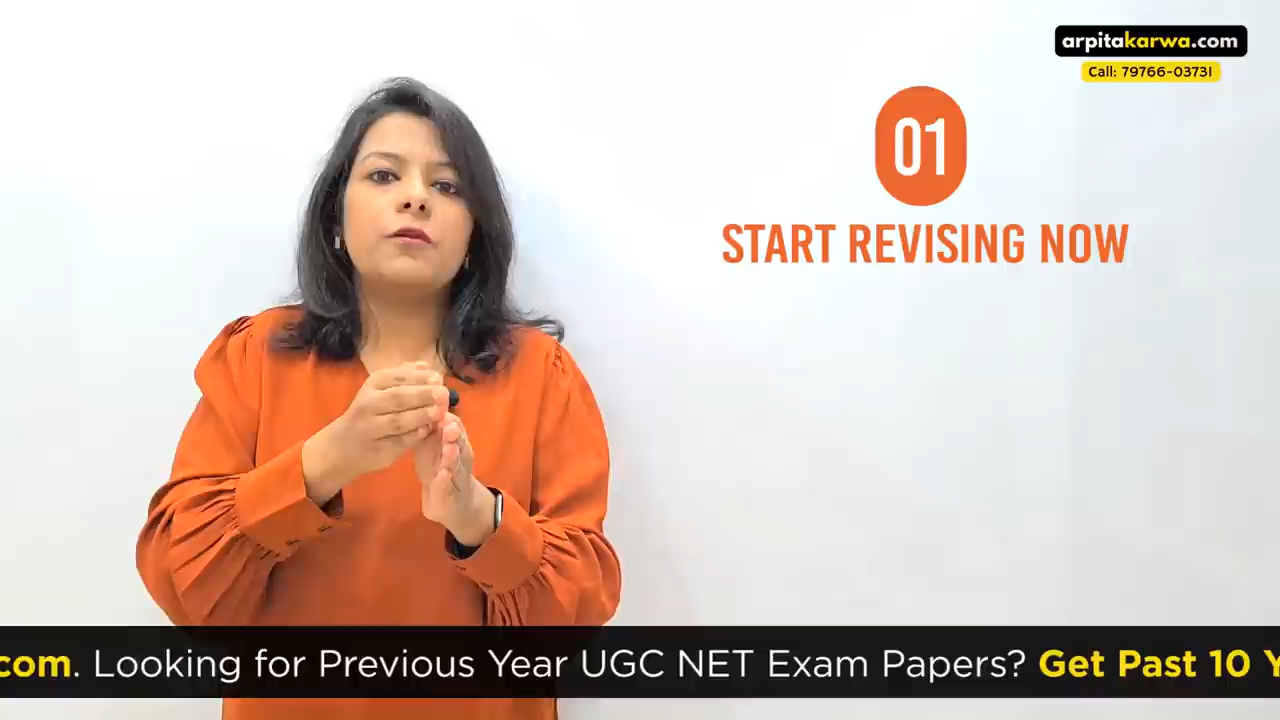 arpitakarwa.com
Call: 79766-03731
01
START REVISING NOW
.com. Looking for Previous Year UGC NET Exam Papers? Get Past 10